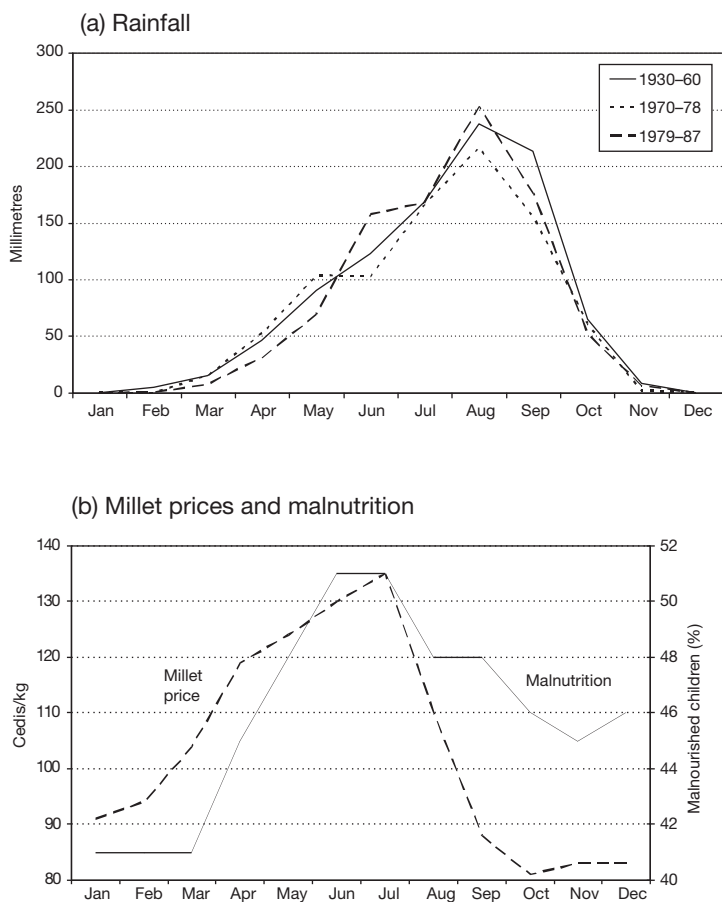 (a) Rainfall
300
250
200
150
100
50
0
Millimetres
1930–60
1970–78
1979–87
Jan Feb Mar Apr May Jun Jul Aug Sep Oct Nov Dec
(b) Millet prices and malnutrition
140
130
120
110
100
90
80
Cedis/kg
Millet
price
Malnutrition
52
50
48
46
44
42
40
Malnourished children (%)
Jan Feb Mar Apr May Jun Jul Aug Sep Oct Nov Dec